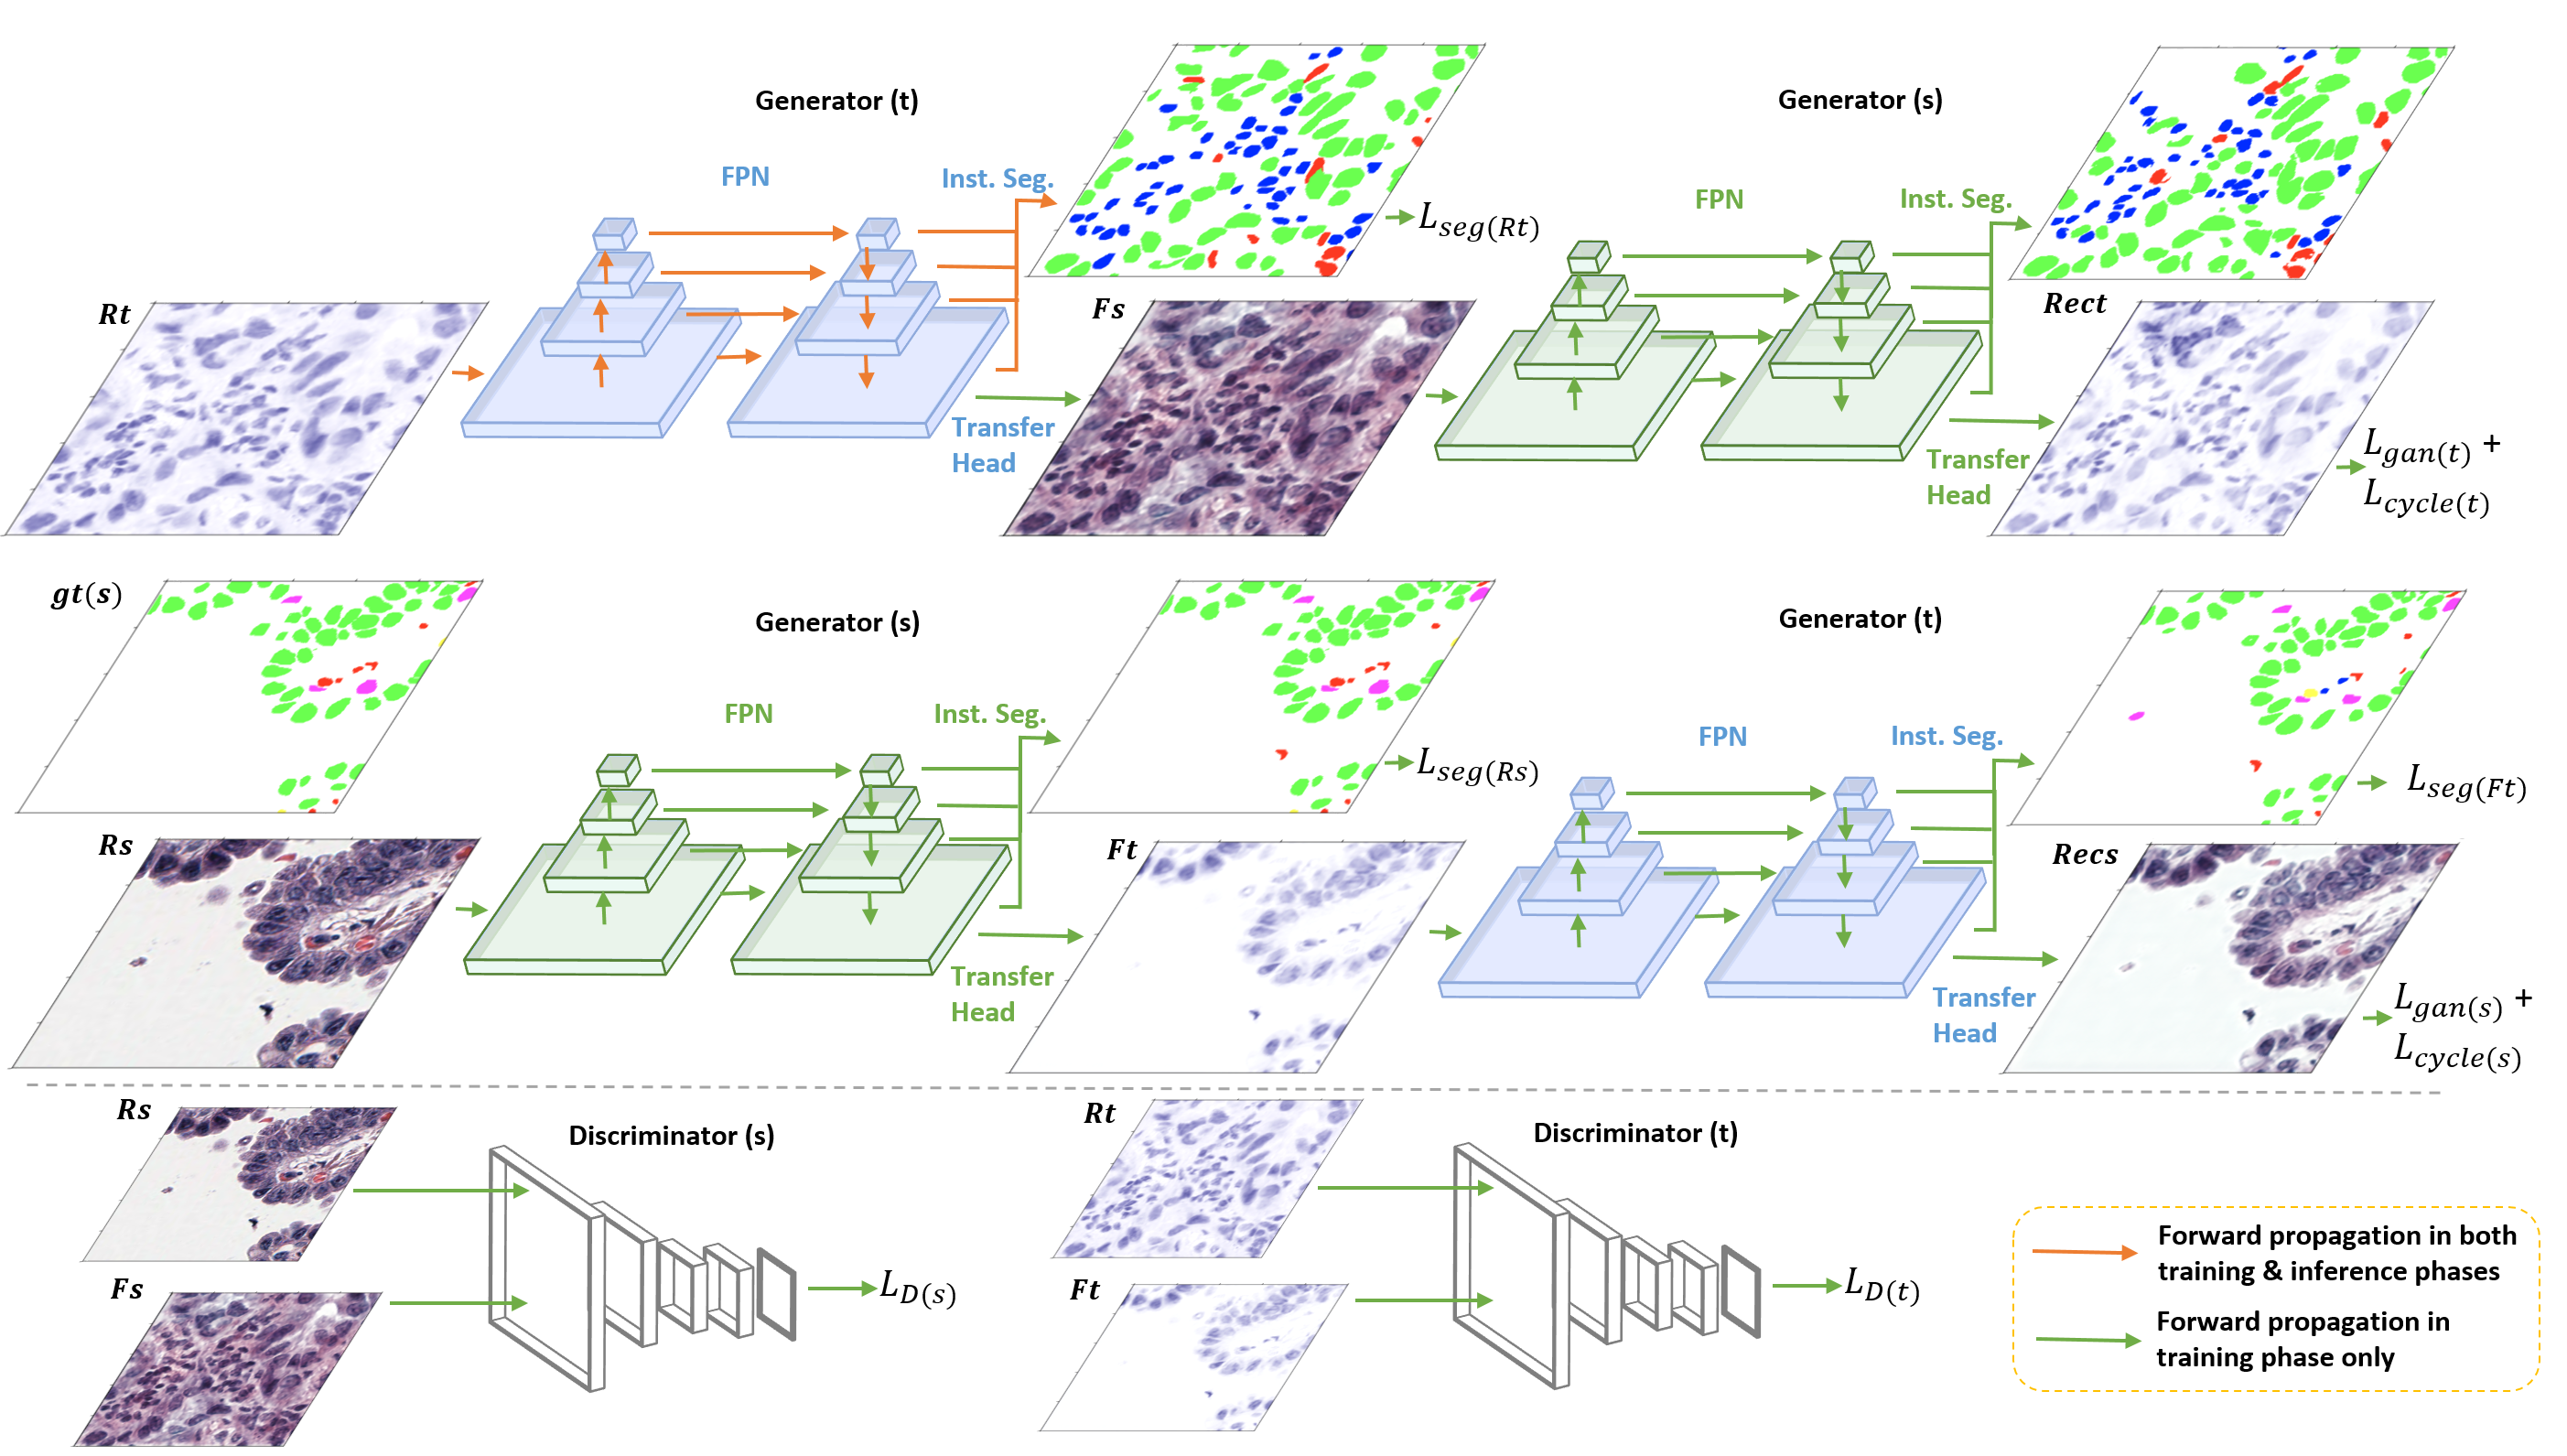 Generator (t)
Generator (s)
FPN
Inst. Seg.
FPN
Inst. Seg.
L_{seg(Rt)}
Rt
Fs
Rect
Transfer
Head
Transfer
Head
L_{gan(t)} +
L_{cycle(t)}
gt(s)
Generator (s)
Generator (t)
FPN
Inst. Seg.
FPN
Inst. Seg.
L_{seg(Rs)}
L_{seg(Ft)}
Rs
Ft
Recs
Transfer
Head
Transfer
Head
L_{gan(s)} +
L_{cycle(s)}
Rs
Discriminator (s)
Fs
L_{D(s)}
Rt
Discriminator (t)
Ft
L_{D(t)}
Forward propagation in both
training & inference phases
Forward propagation in
training phase only